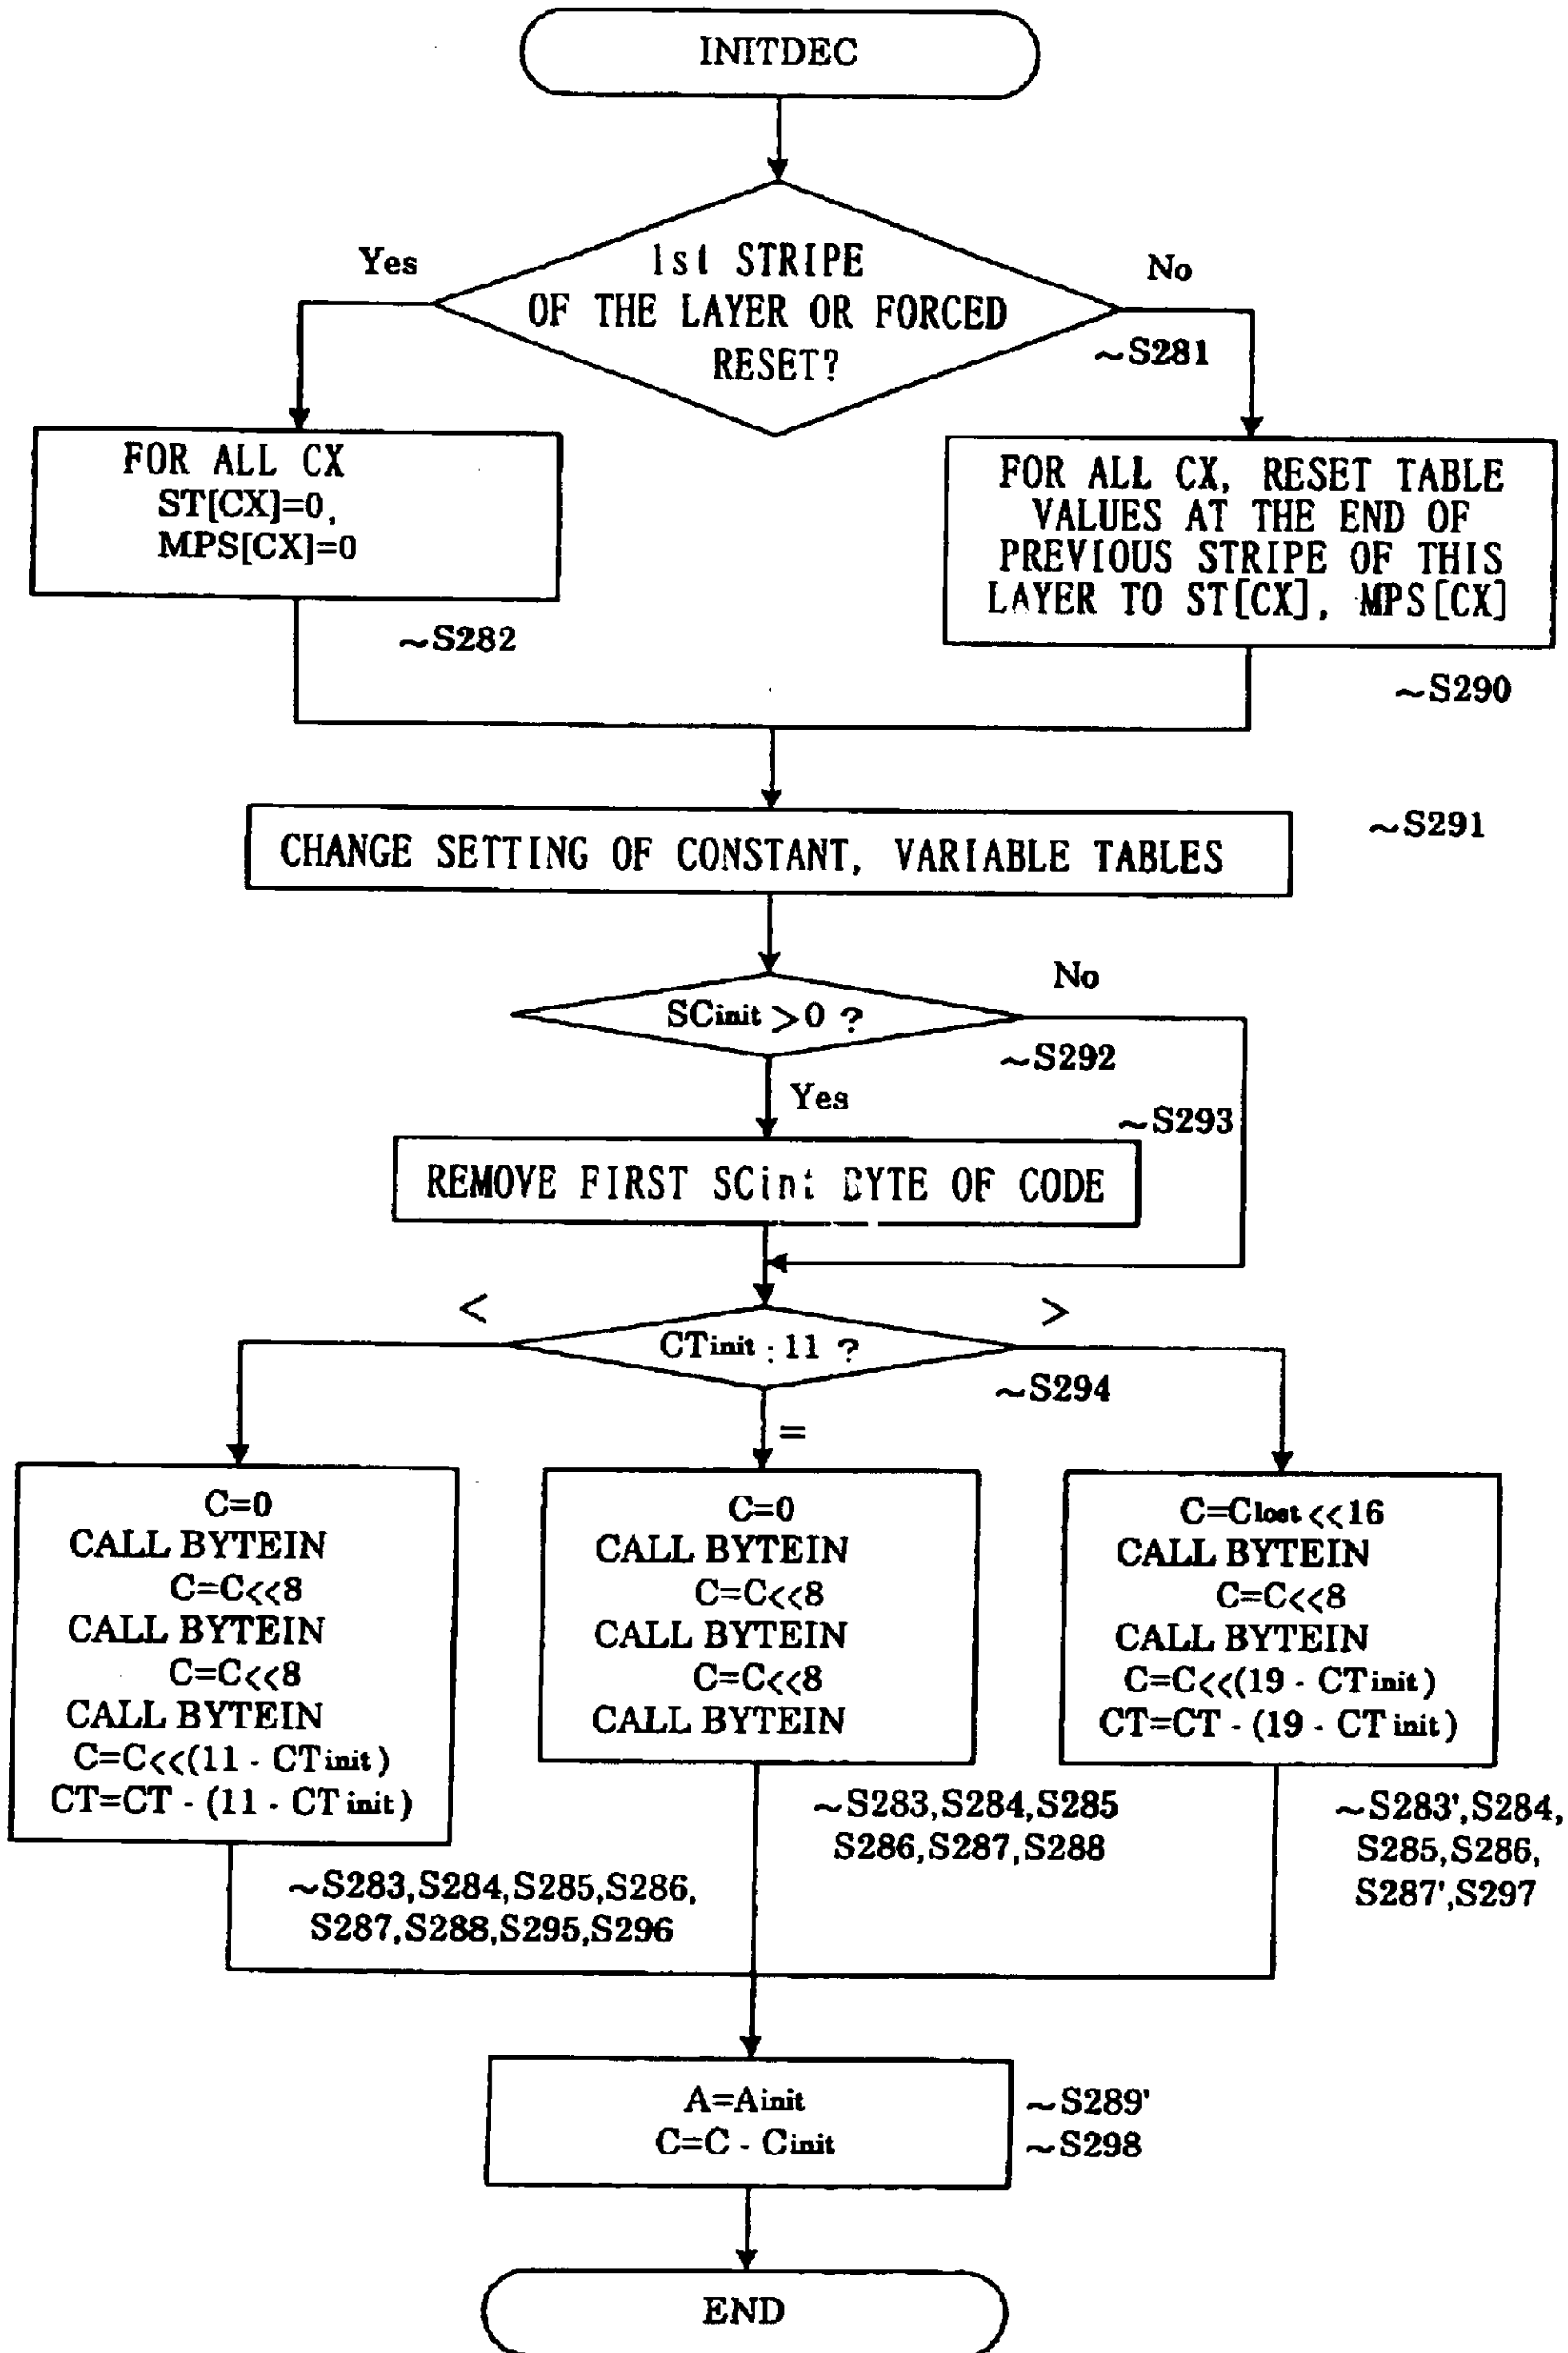 INITDEC
1st STRIPE
OF THE LAYER OR FORCED
RESET?
Yes
No
~S281
FOR ALL CX
ST[CX]=0,
MPS[CX]=0
~S282
FOR ALL CX, RESET TABLE
VALUES AT THE END OF
PREVIOUS STRIPE OF THIS
LAYER TO ST[CX], MPS[CX]
~S290
CHANGE SETTING OF CONSTANT, VARIABLE TABLES
~S291
SCinit >0 ?
No
~S292
Yes
~S293
REMOVE FIRST SCint BYTE OF CODE
<
>
CTinit : 11 ?
~S294
=
C=0
CALL BYTEIN
C=C<<8
CALL BYTEIN
C=C<<8
CALL BYTEIN
C=C<<(11 - CTinit)
CT=CT - (11 - CTinit)
~S283,S284,S285,S286,
S287,S288,S295,S296
C=0
CALL BYTEIN
C=C<<8
CALL BYTEIN
C=C<<8
CALL BYTEIN
~S283,S284,S285
S286,S287,S288
C=Clost<<16
CALL BYTEIN
C=C<<8
CALL BYTEIN
C=C<<(19 - CTinit)
CT=CT - (19 - CTinit)
~S283',S284,
S285,S286,
S287',S297
A=Ainit
C=C - Cinit
~S289'
~S298
END